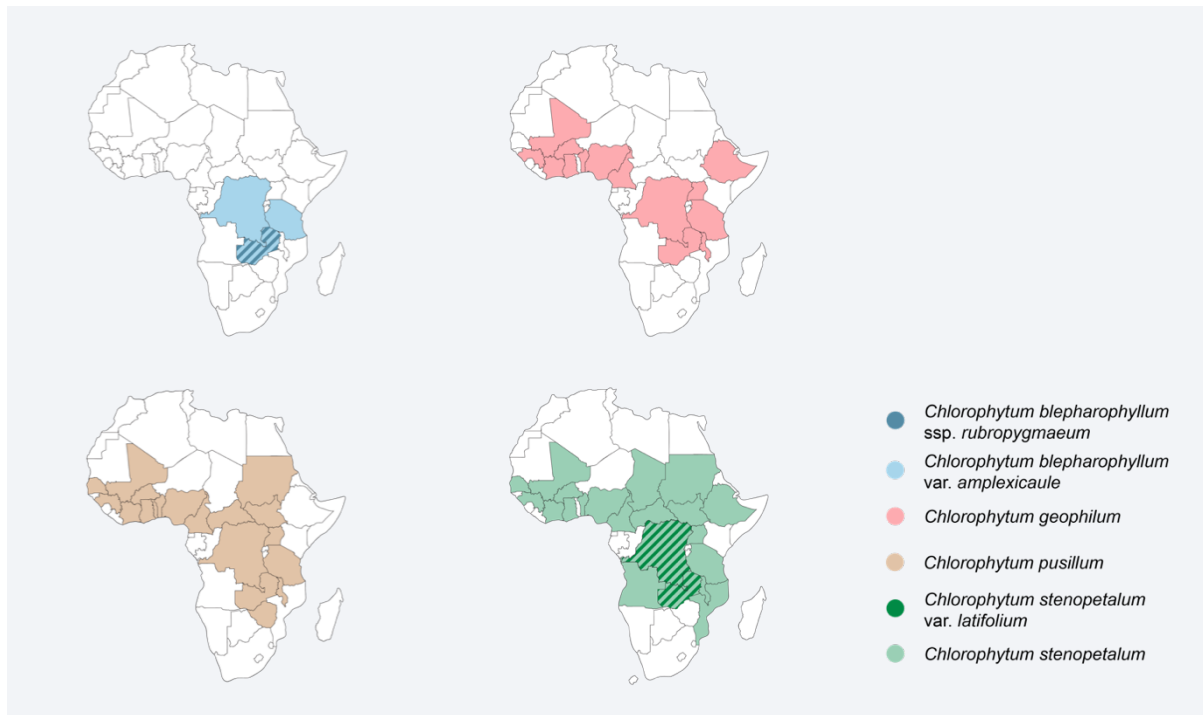 Chlorophytum blepharophyllum
ssp. rubropygmaeum
Chlorophytum blepharophyllum
var. amplexicaule
Chlorophytum geophilum
Chlorophytum pusillum
Chlorophytum stenopetalum
var. latifolium
Chlorophytum stenopetalum